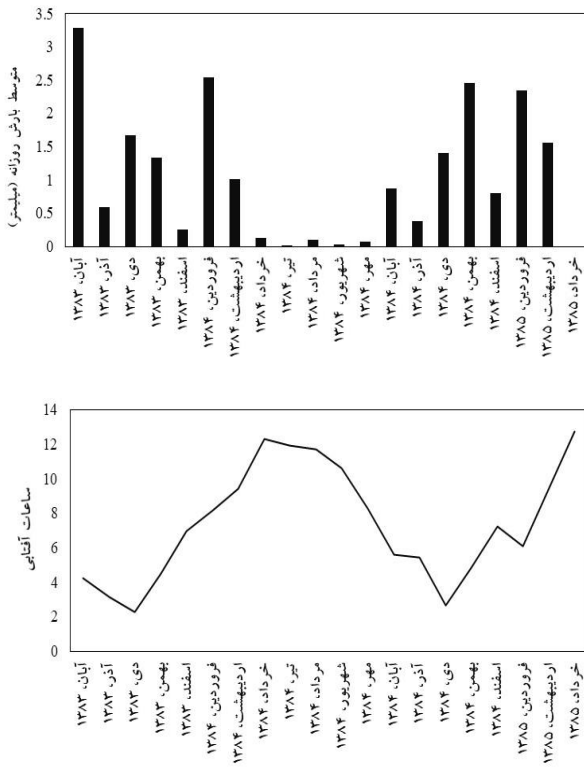 متوسط بارش روزانه (میلیمتر)
3.5
3
2.5
2
1.5
1
0.5
0
آبان، ۱۳۸۳
آذر، ۱۳۸۳
دی، ۱۳۸۳
بهمن، ۱۳۸۳
اسفند، ۱۳۸۳
فروردین، ۱۳۸۴
اردیبهشت، ۱۳۸۴
خرداد، ۱۳۸۴
تیر، ۱۳۸۴
مرداد، ۱۳۸۴
شهریور، ۱۳۸۴
مهر، ۱۳۸۴
آبان، ۱۳۸۴
آذر، ۱۳۸۴
دی، ۱۳۸۴
بهمن، ۱۳۸۴
اسفند، ۱۳۸۴
فروردین، ۱۳۸۵
اردیبهشت، ۱۳۸۵
خرداد، ۱۳۸۵
ساعات آفتابی
14
12
10
8
6
4
2
0
آبان، ۱۳۸۳
آذر، ۱۳۸۳
دی، ۱۳۸۳
بهمن، ۱۳۸۳
اسفند، ۱۳۸۳
فروردین، ۱۳۸۴
اردیبهشت، ۱۳۸۴
خرداد، ۱۳۸۴
تیر، ۱۳۸۴
مرداد، ۱۳۸۴
شهریور، ۱۳۸۴
مهر، ۱۳۸۴
آبان، ۱۳۸۴
آذر، ۱۳۸۴
دی، ۱۳۸۴
بهمن، ۱۳۸۴
اسفند، ۱۳۸۴
فروردین، ۱۳۸۵
اردیبهشت، ۱۳۸۵
خرداد، ۱۳۸۵